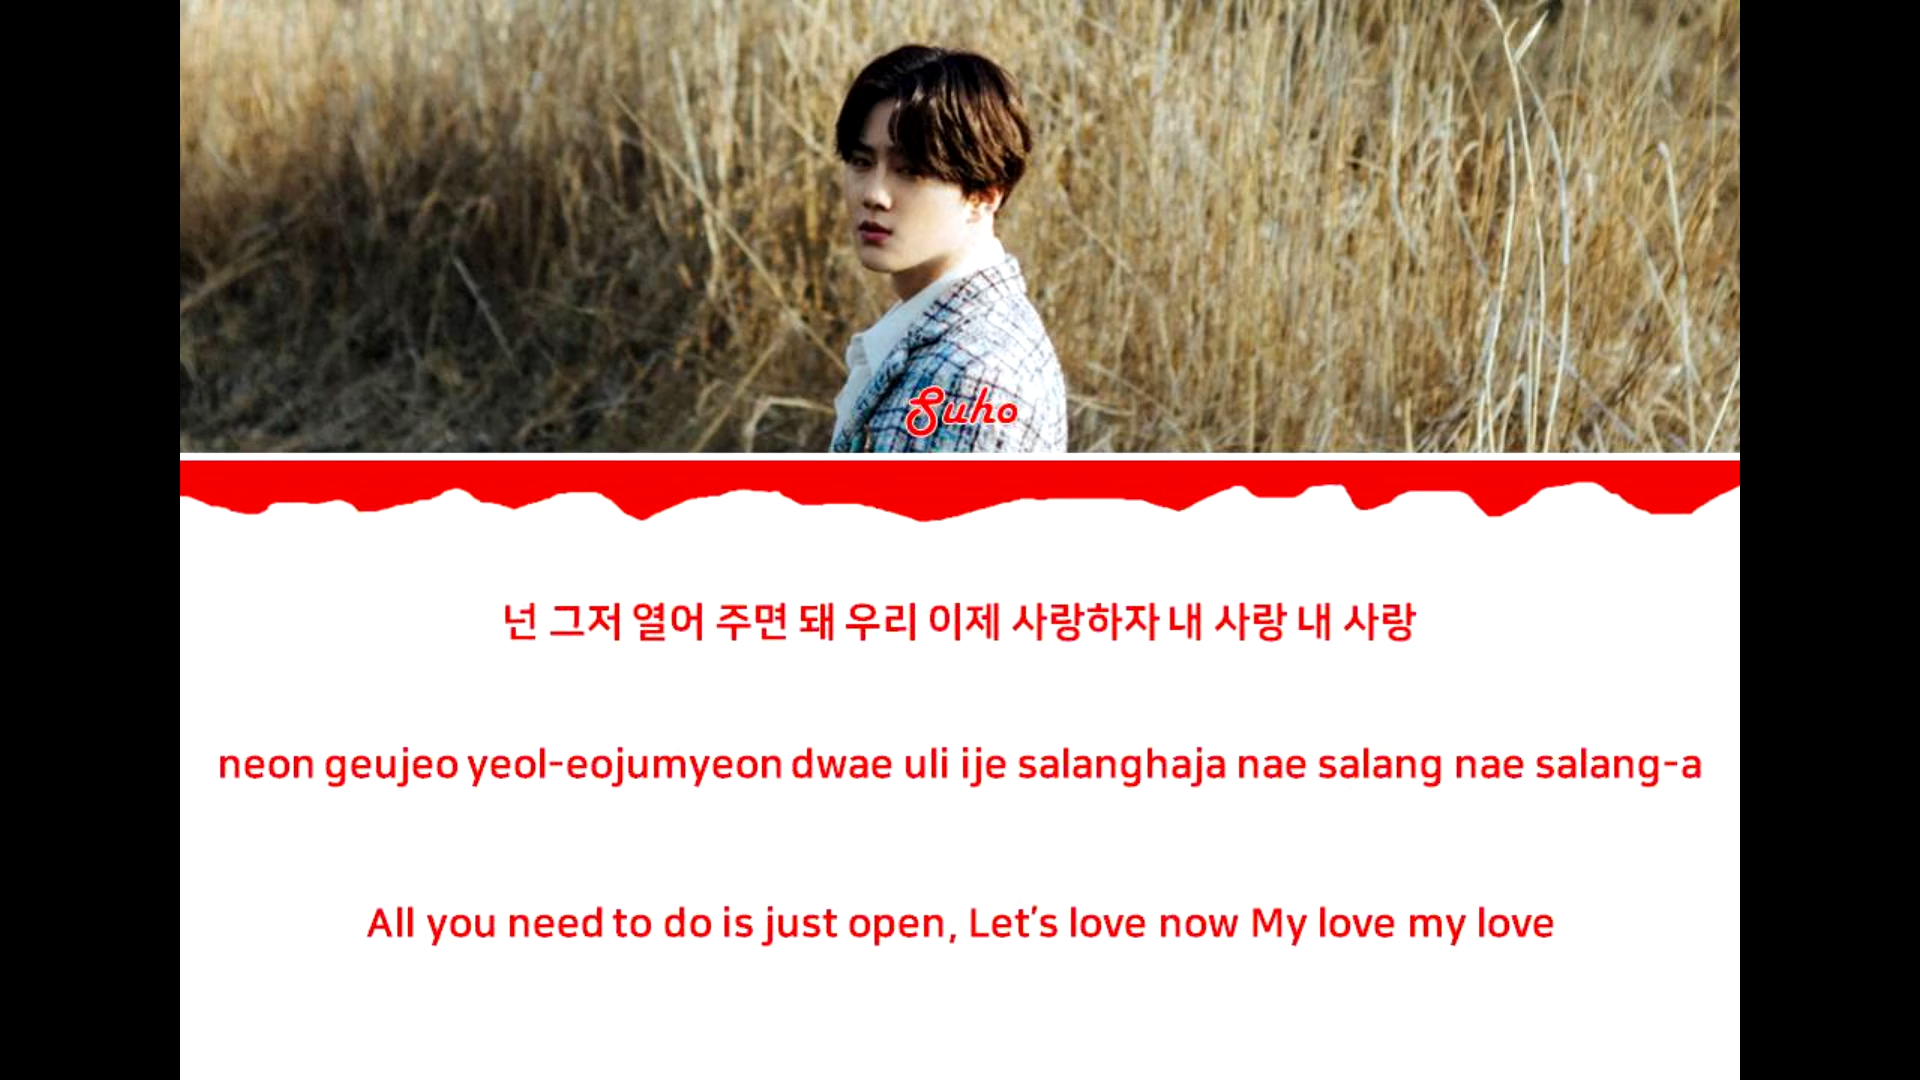 Suho
넌 그저 열어 주면 돼 우리 이제 사랑하자 내 사랑 내 사랑
neon geujeo yeol-eojumyeon dwae uli ije salanghaja nae salang nae salang-a
All you need to do is just open, Let's love now My love my love